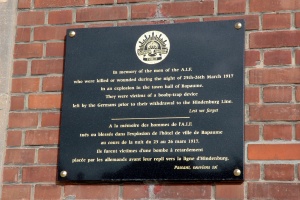 In memory of the men of the A.I.F.
who were killed or wounded during the night of 25th-26th March 1917
in an explosion in the town hall of Bapaume.
They were victims of a booby-trap device
left by the Germans prior to their withdrawal to the Hindenburg Line.
Lest we forget
A la mémoire des hommes de l'A.I.F.
tués ou blessés dans l'explosion de l'hôtel de ville de Bapaume
au cours de la nuit du 25 au 26 mars 1917.
Ils furent victimes d'une bombe à retardement
placée par les allemands avant leur repli vers la ligne d'Hindenburg.
Passant, souviens toi